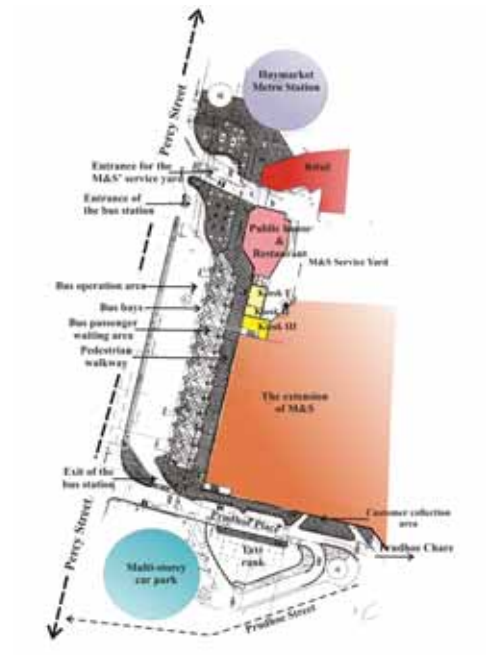 Haymarket
Metro Station
Percy Street
Entrance for the
M&S' service yard
Retail
Entrance of
the bus station
Public house
&
Restaurant
M&S Service Yard
Bus operation area
Kiosk I
Bus bays
Kiosk II
Bus passenger
waiting area
Kiosk III
Pedestrian
walkway
The extension
of M&S
Exit of the
bus station
Customer collection
area
Prudhoe Place
Percy Street
Taxi
rank
Prudhoe Chare
Multi-storey
car park
Prudhoe Street